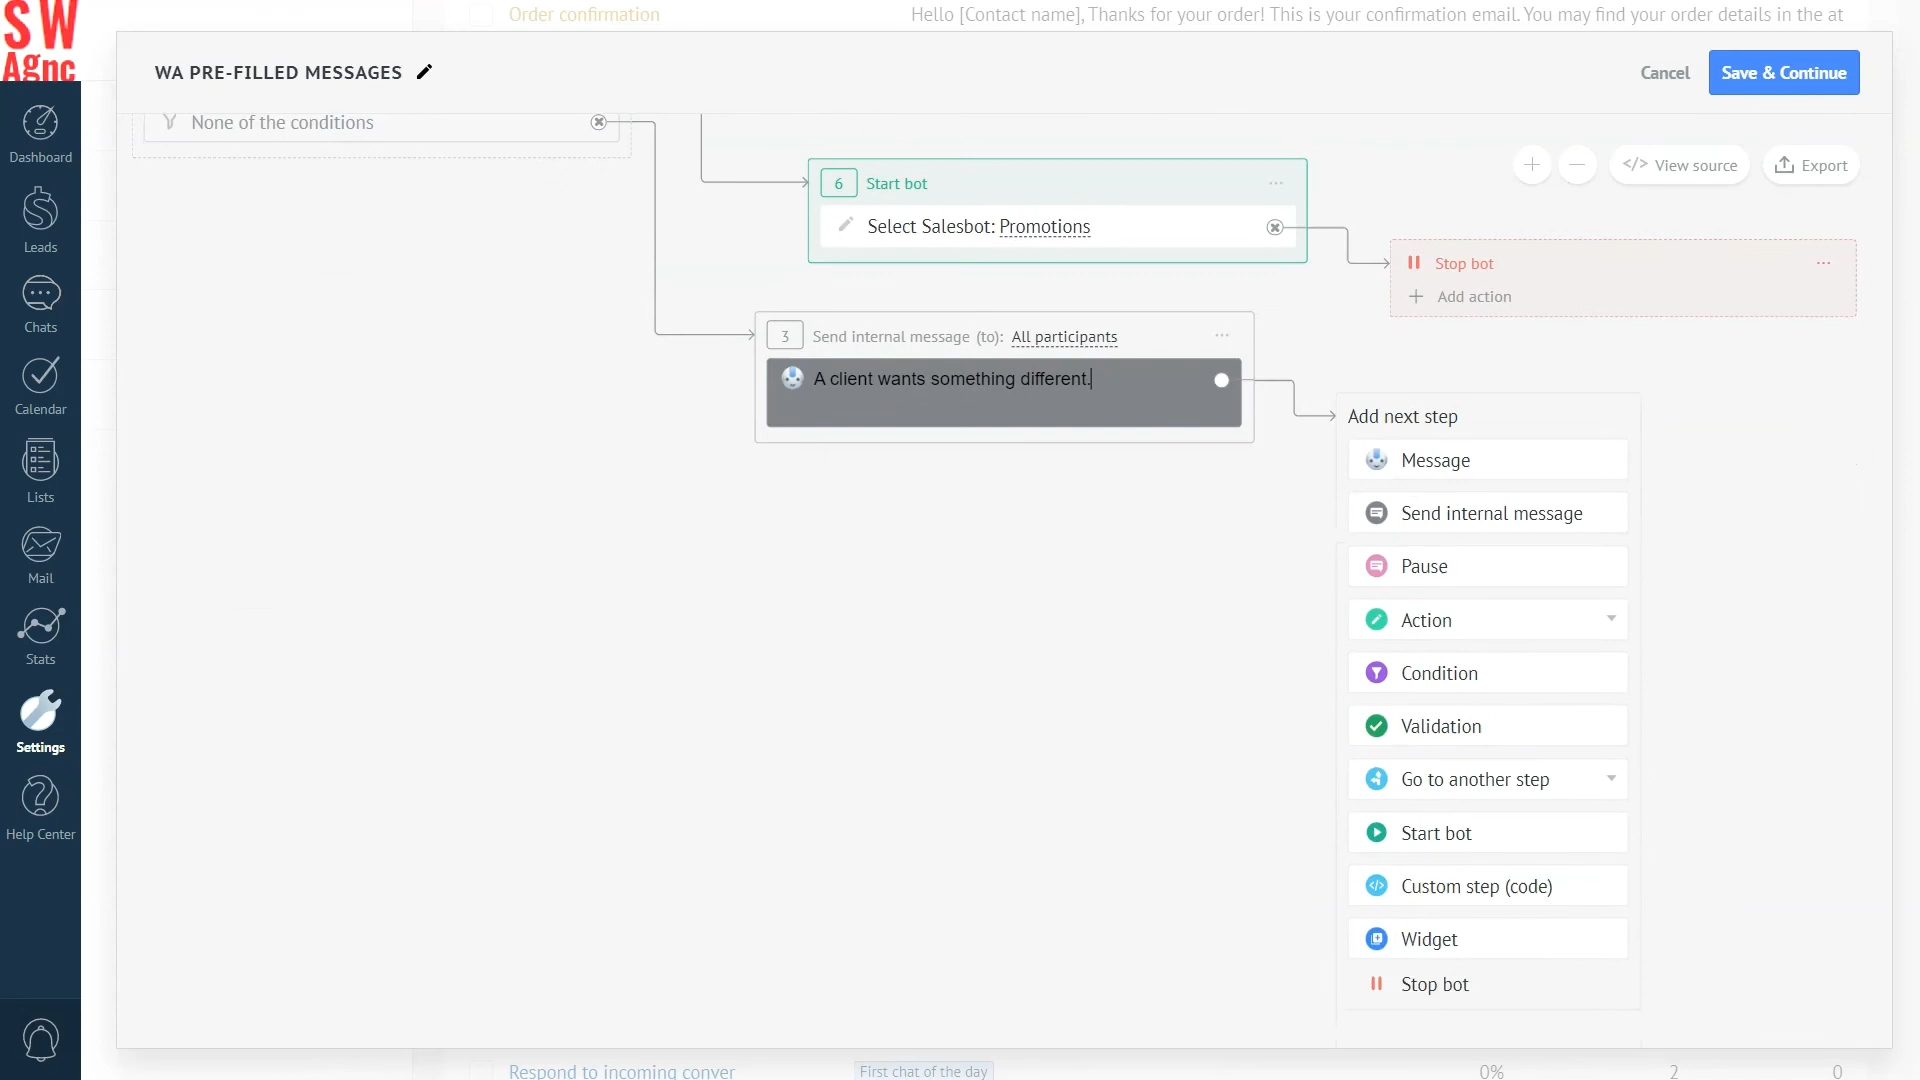 SW
Agnc
Order confirmation
Hello [Contact name], Thanks for your order! This is your confirmation email. You may find your order details in the at
WA PRE-FILLED MESSAGES
Cancel
Save & Continue
None of the conditions
</> View source
Export
6 Start bot
Select Salesbot: Promotions
Stop bot
Add action
3 Send internal message (to): All participants
A client wants something different.
Add next step
Message
Send internal message
Pause
Action
Condition
Validation
Go to another step
Start bot
Custom step (code)
Widget
Stop bot
Dashboard
Leads
Chats
Calendar
Lists
Mail
Stats
Settings
Help Center
Respond to incoming conver
First chat of the day
0%
2
0